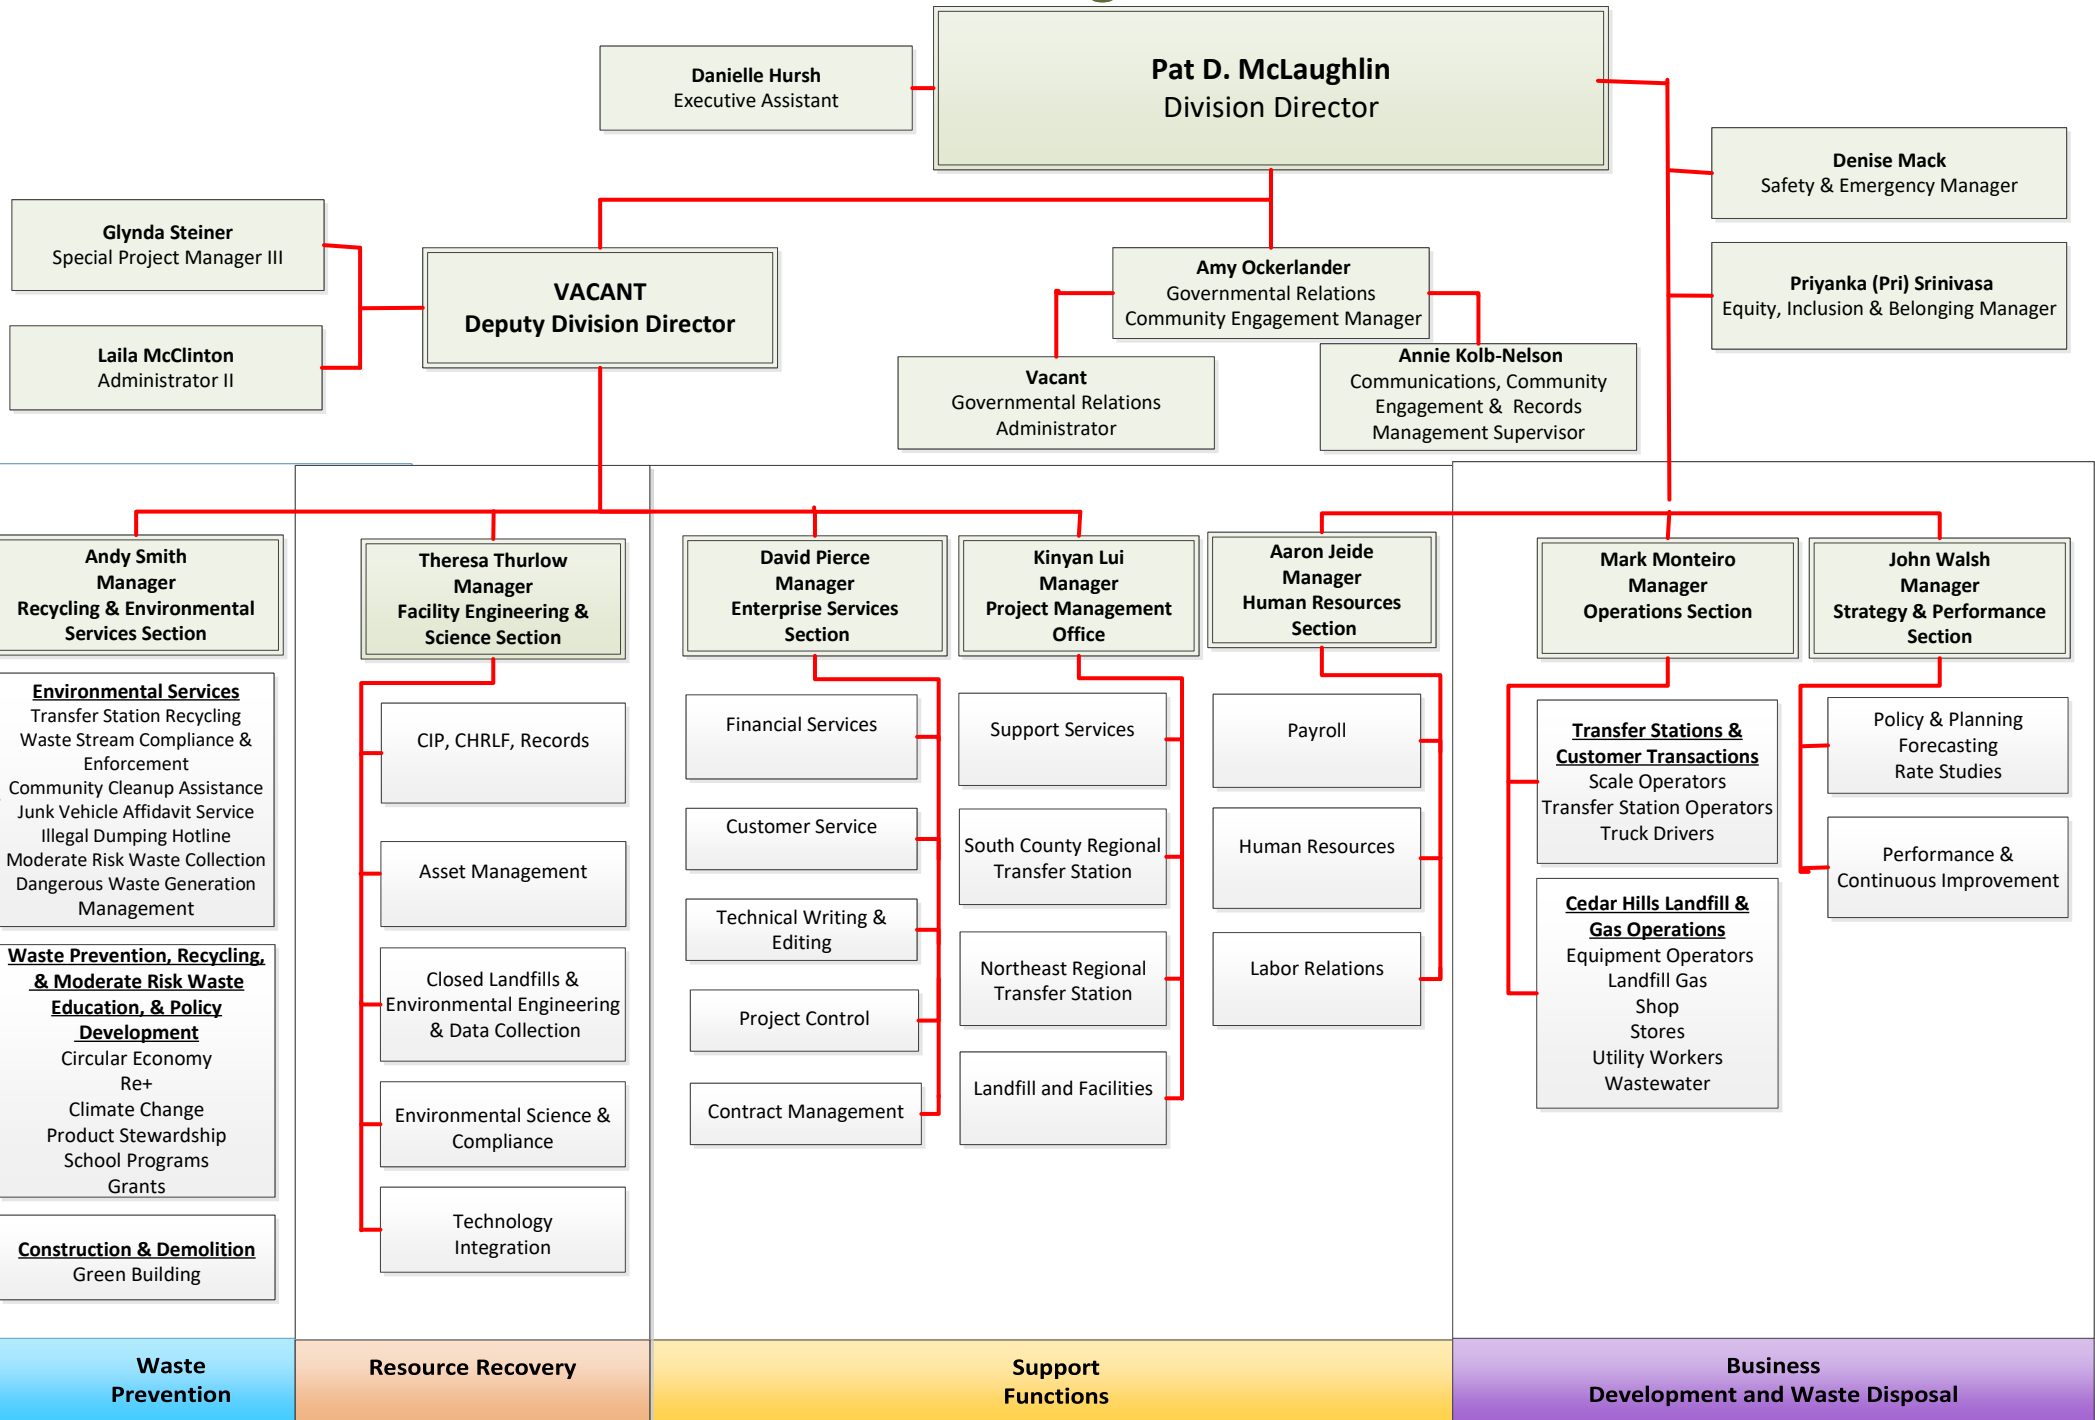 Pat D. McLaughlin
Division Director
Danielle Hursh
Executive Assistant
Denise Mack
Safety & Emergency Manager
Priyanka (Pri) Srinivasa
Equity, Inclusion & Belonging Manager
Glynda Steiner
Special Project Manager III
Laila McClinton
Administrator II
VACANT
Deputy Division Director
Amy Ockerlander
Governmental Relations
Community Engagement Manager
Vacant
Governmental Relations
Administrator
Annie Kolb-Nelson
Communications, Community
Engagement & Records
Management Supervisor
Andy Smith
Manager
Recycling & Environmental
Services Section
Environmental Services
Transfer Station Recycling
Waste Stream Compliance &
Enforcement
Community Cleanup Assistance
Junk Vehicle Affidavit Service
Illegal Dumping Hotline
Moderate Risk Waste Collection
Dangerous Waste Generation
Management
Waste Prevention, Recycling,
& Moderate Risk Waste
Education, & Policy
Development
Circular Economy
Re+
Climate Change
Product Stewardship
School Programs
Grants
Construction & Demolition
Green Building
Waste
Prevention
Theresa Thurlow
Manager
Facility Engineering &
Science Section
CIP, CHRLF, Records
Asset Management
Closed Landfills &
Environmental Engineering
& Data Collection
Environmental Science &
Compliance
Technology
Integration
Resource Recovery
David Pierce
Manager
Enterprise Services
Section
Financial Services
Customer Service
Technical Writing &
Editing
Project Control
Contract Management
Kinyan Lui
Manager
Project Management
Office
Support Services
South County Regional
Transfer Station
Northeast Regional
Transfer Station
Landfill and Facilities
Aaron Jeide
Manager
Human Resources
Section
Payroll
Human Resources
Labor Relations
Support
Functions
Mark Monteiro
Manager
Operations Section
Transfer Stations &
Customer Transactions
Scale Operators
Transfer Station Operators
Truck Drivers
Cedar Hills Landfill &
Gas Operations
Equipment Operators
Landfill Gas
Shop
Stores
Utility Workers
Wastewater
John Walsh
Manager
Strategy & Performance
Section
Policy & Planning
Forecasting
Rate Studies
Performance &
Continuous Improvement
Business
Development and Waste Disposal